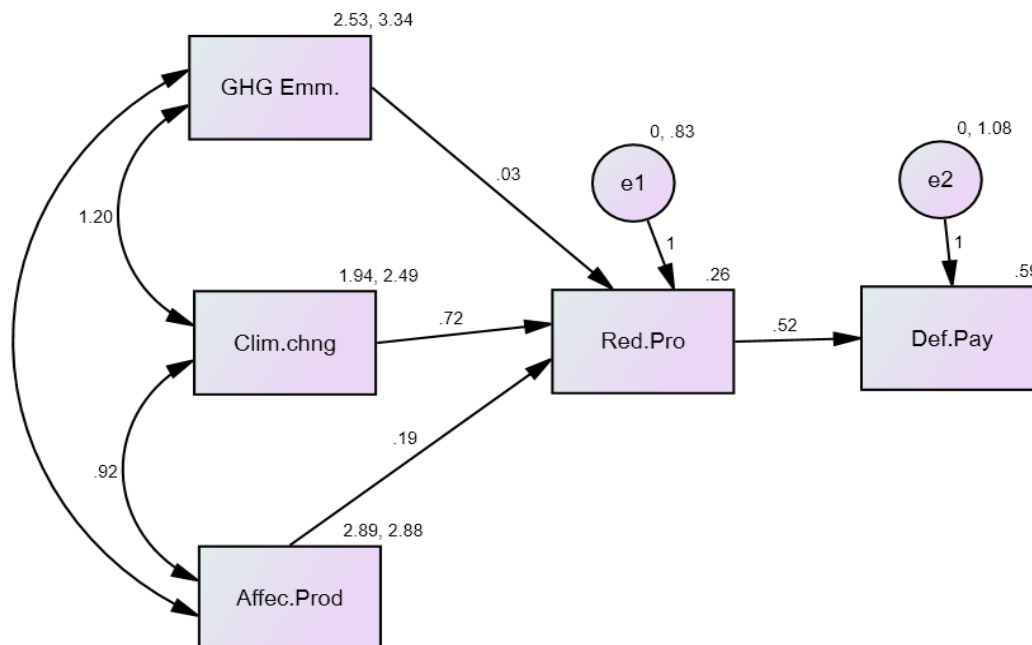 2.53, 3.34
GHG Emm.
0, .83
0, 1.08
e1
e2
.03
1.20
1
1
1.94, 2.49
.26
.59
Clim.chng
.72
Red.Pro
.52
Def.Pay
.19
.92
2.89, 2.88
Affec.Prod